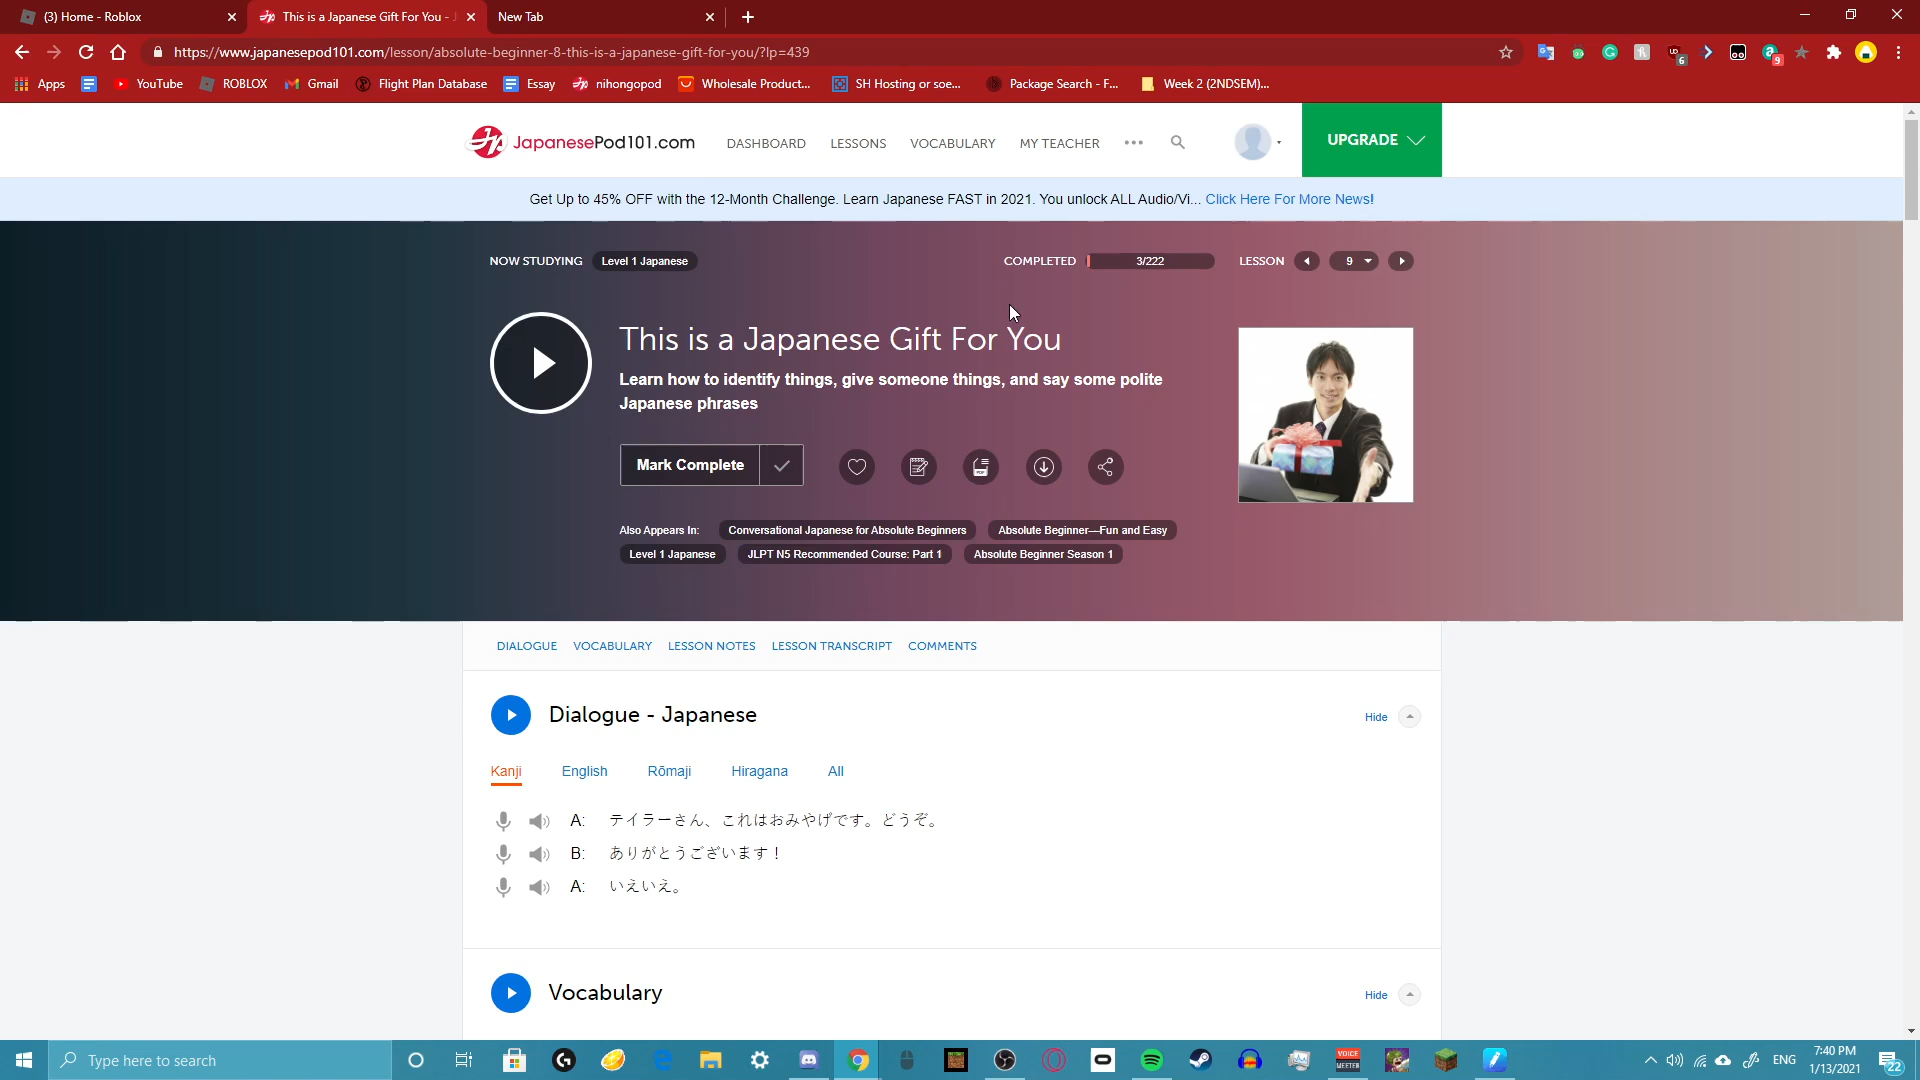 (3) Home - Roblox
This is a Japanese Gift For You - J
New Tab
https://www.japanesepod101.com/lesson/absolute-beginner-8-this-is-a-japanese-gift-for-you/?lp=439
6
9
Apps
YouTube
ROBLOX
Gmail
Flight Plan Database
Essay
nihongopod
Wholesale Product...
SH Hosting or soe...
Package Search - F...
Week 2 (2NDSEM)...
JapanesePod101.com
DASHBOARD
LESSONS
VOCABULARY
MY TEACHER
UPGRADE
Get Up to 45% OFF with the 12-Month Challenge. Learn Japanese FAST in 2021. You unlock ALL Audio/Vi... Click Here For More News!
NOW STUDYING
Level 1 Japanese
COMPLETED
3/222
LESSON
9
This is a Japanese Gift For You
Learn how to identify things, give someone things, and say some polite
Japanese phrases
Mark Complete
PDF
Also Appears In:
Conversational Japanese for Absolute Beginners
Absolute Beginner—Fun and Easy
Level 1 Japanese
JLPT N5 Recommended Course: Part 1
Absolute Beginner Season 1
DIALOGUE
VOCABULARY
LESSON NOTES
LESSON TRANSCRIPT
COMMENTS
Dialogue - Japanese
Hide
Kanji
English
Rōmaji
Hiragana
All
A: テイラーさん、これはおみやげです。どうぞ。
B: ありがとうございます！
A: いえいえ。
Vocabulary
Hide
Type here to search
VOICE
MEETER
ENG
7:40 PM
1/13/2021
22